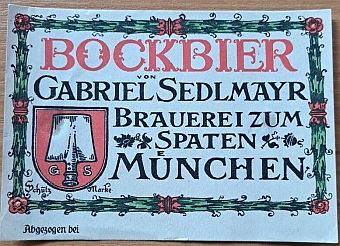 BOCKBIER
VON
GABRIEL SEDLMAYR
BRAUEREI ZUM
SPATEN
MÜNCHEN
G S
Schutz Marke
Abgezogen bei